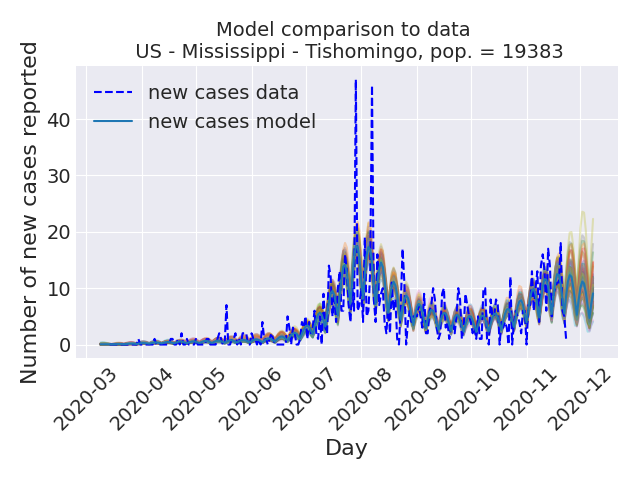 Model comparison to data
US - Mississippi - Tishomingo, pop. = 19383
Number of new cases reported
new cases data
new cases model
40
30
20
10
0
2020-03
2020-04
2020-05
2020-06
2020-07
2020-08
2020-09
2020-10
2020-11
2020-12
Day